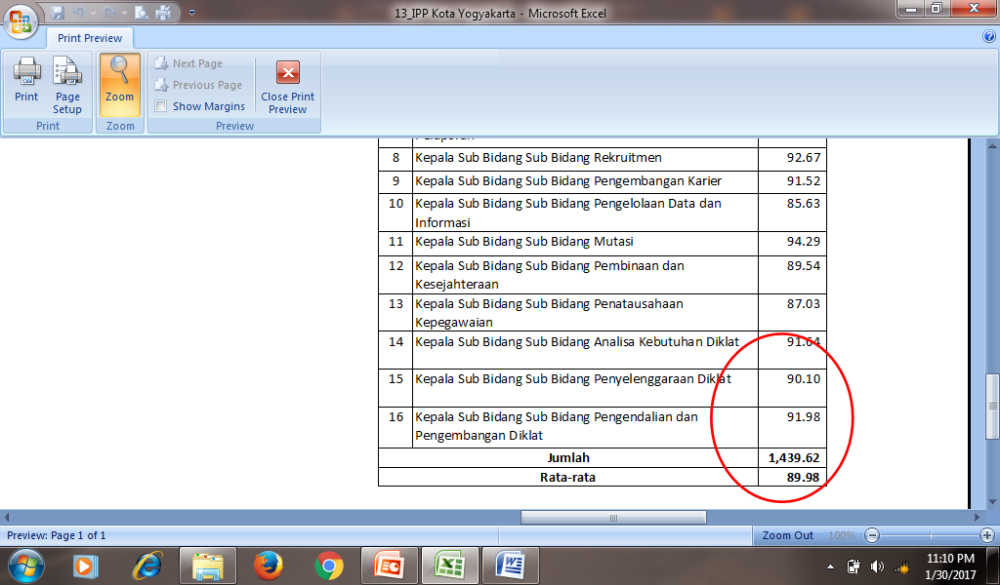 13_IPP Kota Yogyakarta - Microsoft Excel
Print Preview
Print
Page
Setup
Zoom
Next Page
Previous Page
Show Margins
Close Print
Preview
Print
Zoom
Preview
Pelaporan
8 Kepala Sub Bidang Sub Bidang Rekruitmen 92.67
9 Kepala Sub Bidang Sub Bidang Pengembangan Karier 91.52
10 Kepala Sub Bidang Sub Bidang Pengelolaan Data dan 85.63
Informasi
11 Kepala Sub Bidang Sub Bidang Mutasi 94.29
12 Kepala Sub Bidang Sub Bidang Pembinaan dan 89.54
Kesejahteraan
13 Kepala Sub Bidang Sub Bidang Penatausahaan 87.03
Kepegawaian
14 Kepala Sub Bidang Sub Bidang Analisa Kebutuhan Diklat 91.64
15 Kepala Sub Bidang Sub Bidang Penyelenggaraan Diklat 90.10
16 Kepala Sub Bidang Sub Bidang Pengendalian dan 91.98
Pengembangan Diklat
Jumlah 1,439.62
Rata-rata 89.98
Preview: Page 1 of 1
Zoom Out 100%
11:10 PM
1/30/2017